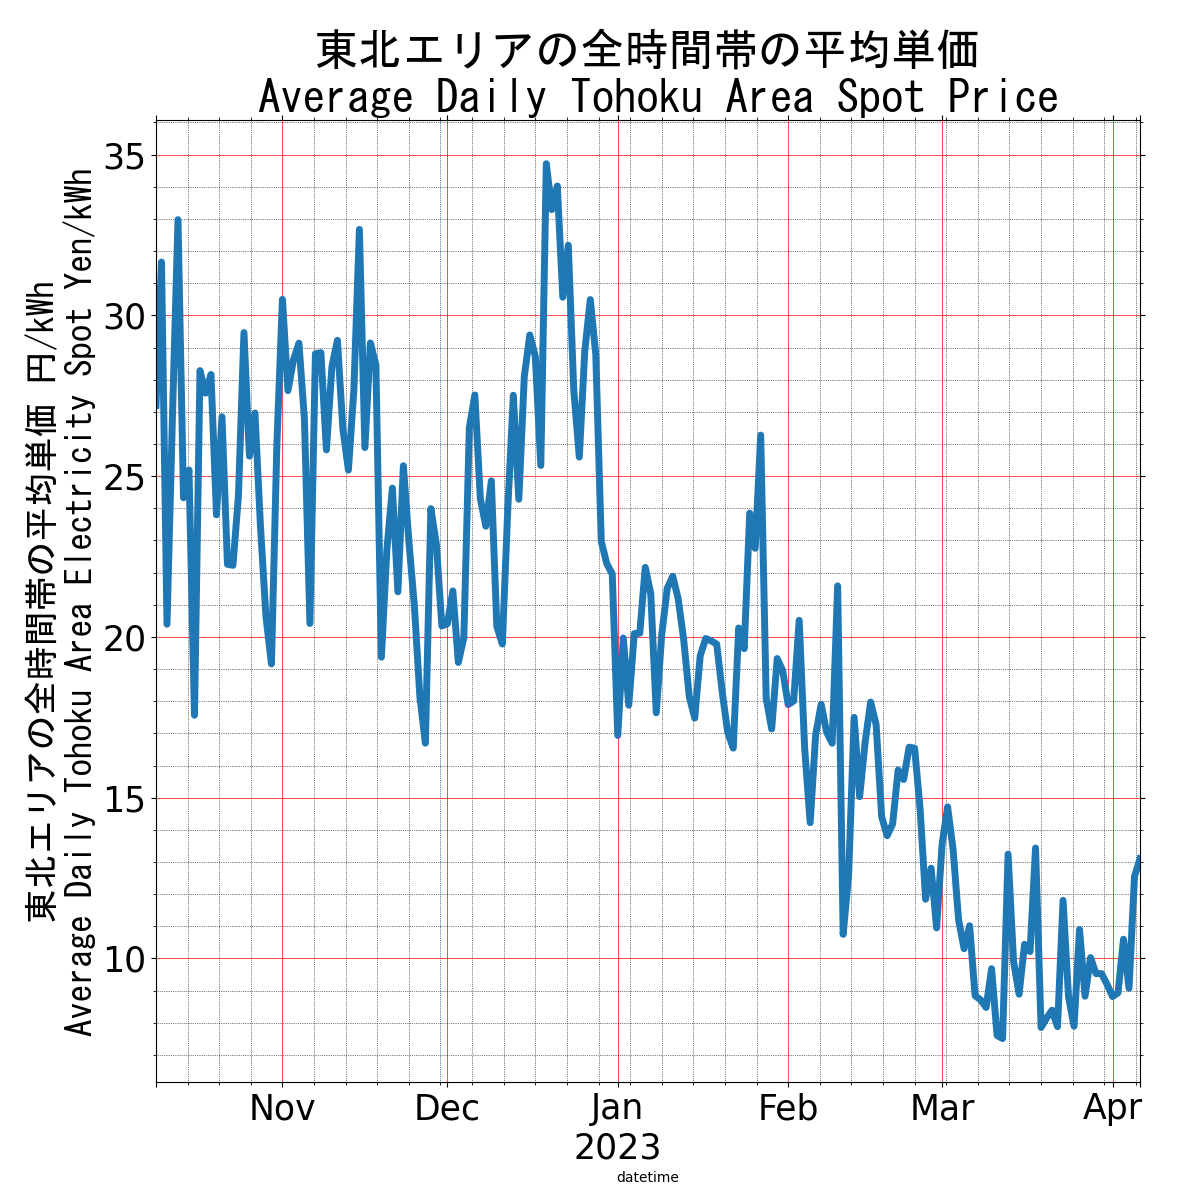 東北エリアの全時間帯の平均単価
Average Daily Tohoku Area Spot Price
東北エリアの全時間帯の平均単価 円/kWh
Average Daily Tohoku Area Electricity Spot Yen/kWh
35
30
25
20
15
10
Nov Dec Jan Feb Mar Apr
2023
datetime